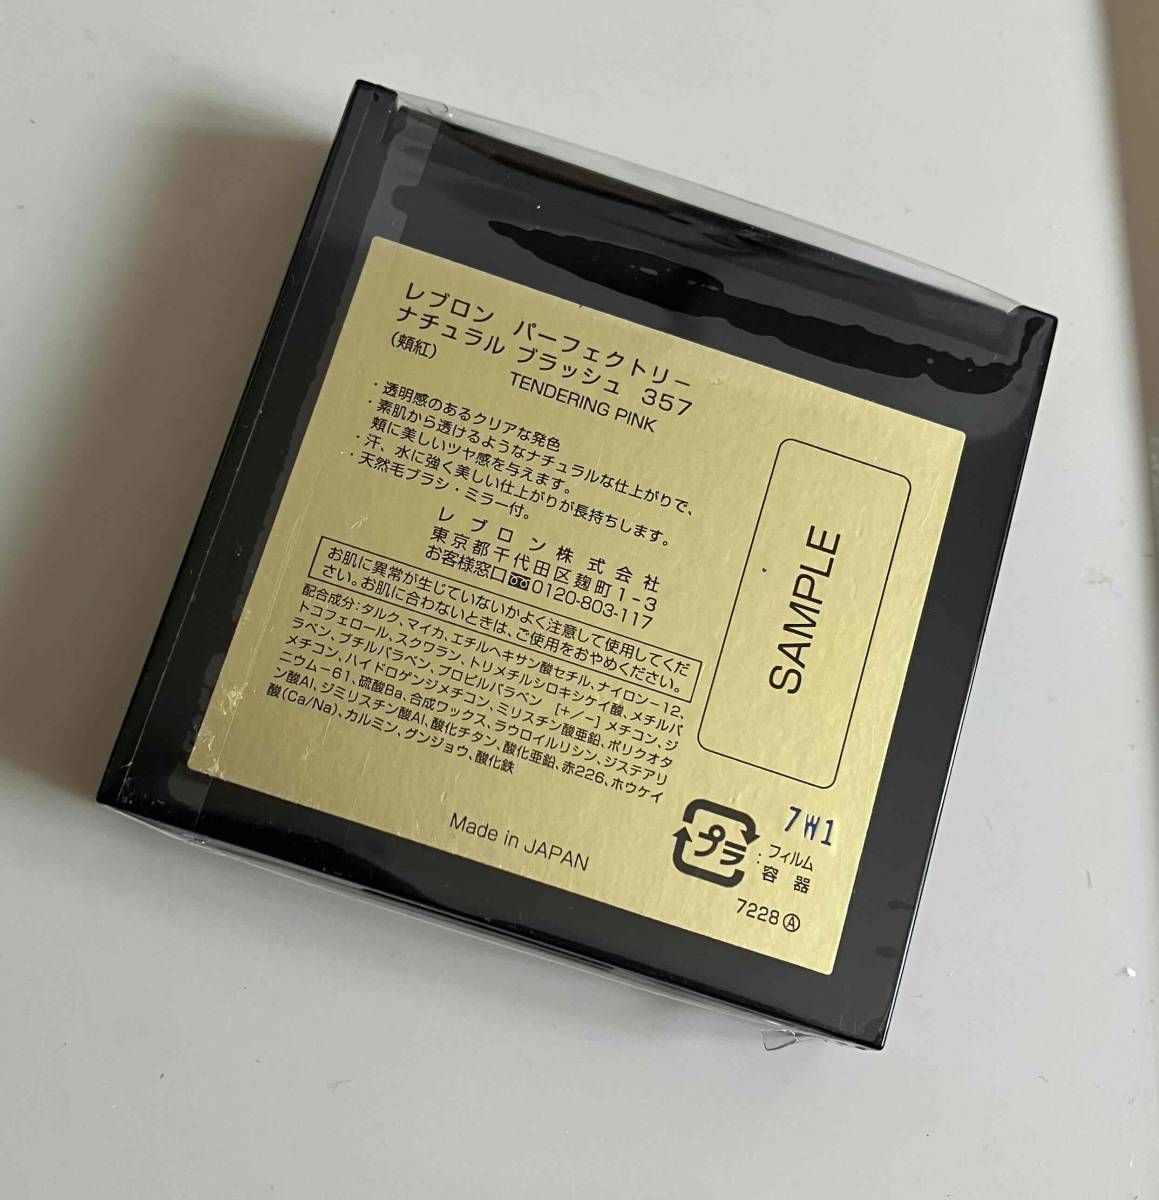 レブロン パーフェクトリー
ナチュラル ブラッシュ 357
(頬紅)
TENDERING PINK
・透明感のあるクリアな発色
・素肌から透けるようなナチュラルな仕上がりで、
頬に美しいツヤ感を与えます。
・汗、水に強く美しい仕上がりが長持ちします。
・天然毛ブラシ・ミラー付。
レブロン株式会社
東京都千代田区麹町1-3
お客様窓口 0120-803-117
お肌に異常が生じていないかよく注意して使用してくだ
さい。お肌に合わないときは、ご使用をおやめください。
配合成分:タルク、マイカ、エチルヘキサン酸セチル、ナイロン-12、
トコフェロール、スクワラン、トリメチルシロキシケイ酸、メチルパ
ラベン、ブチルパラベン、プロピルパラベン [+/-] メチコン、ジ
メチコン、ハイドロゲンジメチコン、ミリスチン酸亜鉛、ポリクオタ
ニウム-61、硫酸Ba、合成ワックス、ラウロイルリシン、ジステアリ
ン酸Al、ジミリスチン酸Al、酸化チタン、酸化亜鉛、赤226、ホウケイ
酸(Ca/Na)、カルミン、グンジョウ、酸化鉄
Made in JAPAN
SAMPLE
7W1
プラ
:フィルム
容器
7228Ⓐ